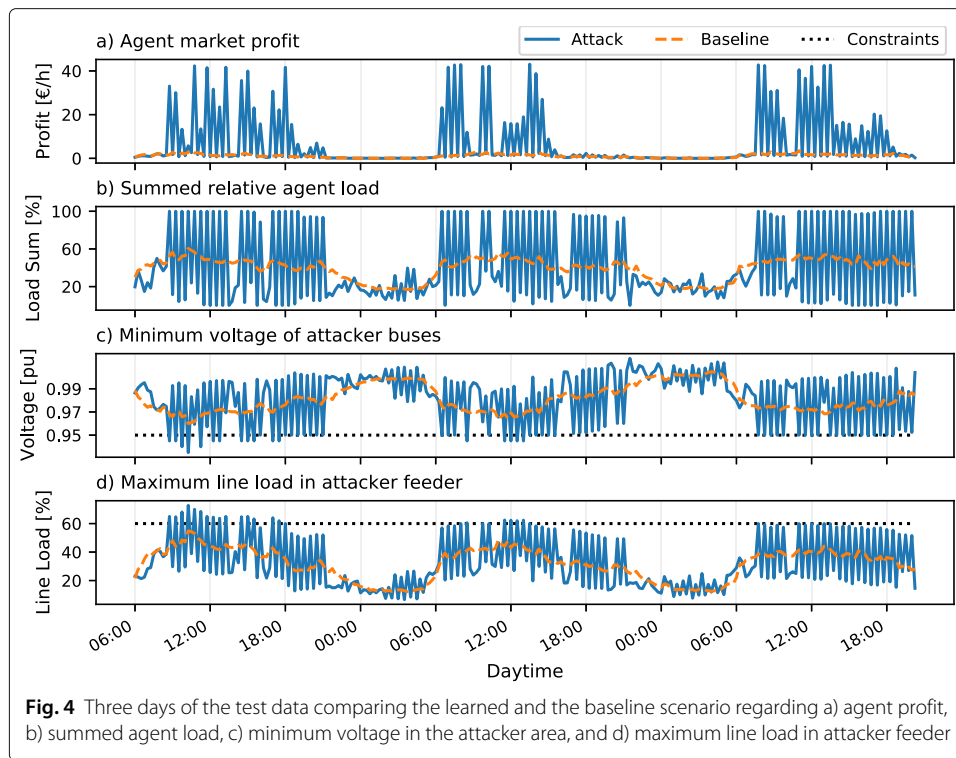 a) Agent market profit
Attack
Baseline
Constraints
Profit [€/h]
40
20
0
b) Summed relative agent load
Load Sum [%]
100
60
20
c) Minimum voltage of attacker buses
Voltage [pu]
0.99
0.97
0.95
d) Maximum line load in attacker feeder
Line Load [%]
60
40
20
06:00
12:00
18:00
00:00
06:00
12:00
18:00
00:00
06:00
12:00
18:00
Daytime
Fig. 4 Three days of the test data comparing the learned and the baseline scenario regarding a) agent profit,
b) summed agent load, c) minimum voltage in the attacker area, and d) maximum line load in attacker feeder